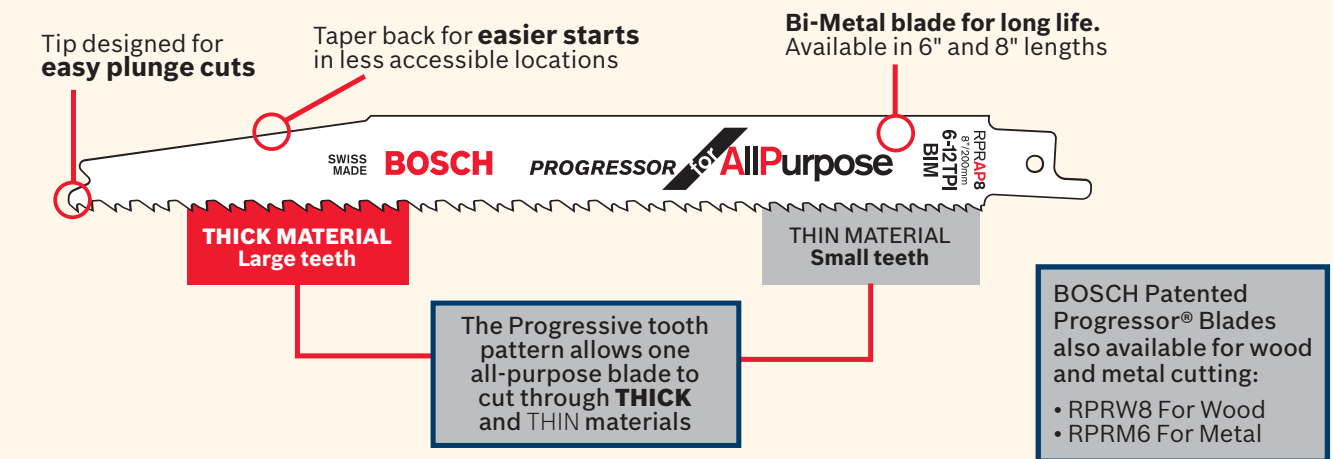 Tip designed for
easy plunge cuts
Taper back for easier starts
in less accessible locations
Bi-Metal blade for long life.
Available in 6" and 8" lengths
SWISS
MADE
BOSCH
PROGRESSOR for AllPurpose
6-12 TPI
BIM
RPRAP8
8"/200mm
THICK MATERIAL
Large teeth
THIN MATERIAL
Small teeth
The Progressive tooth
pattern allows one
all-purpose blade to
cut through THICK
and THIN materials
BOSCH Patented
Progressor® Blades
also available for wood
and metal cutting:
• RPRW8 For Wood
• RPRM6 For Metal